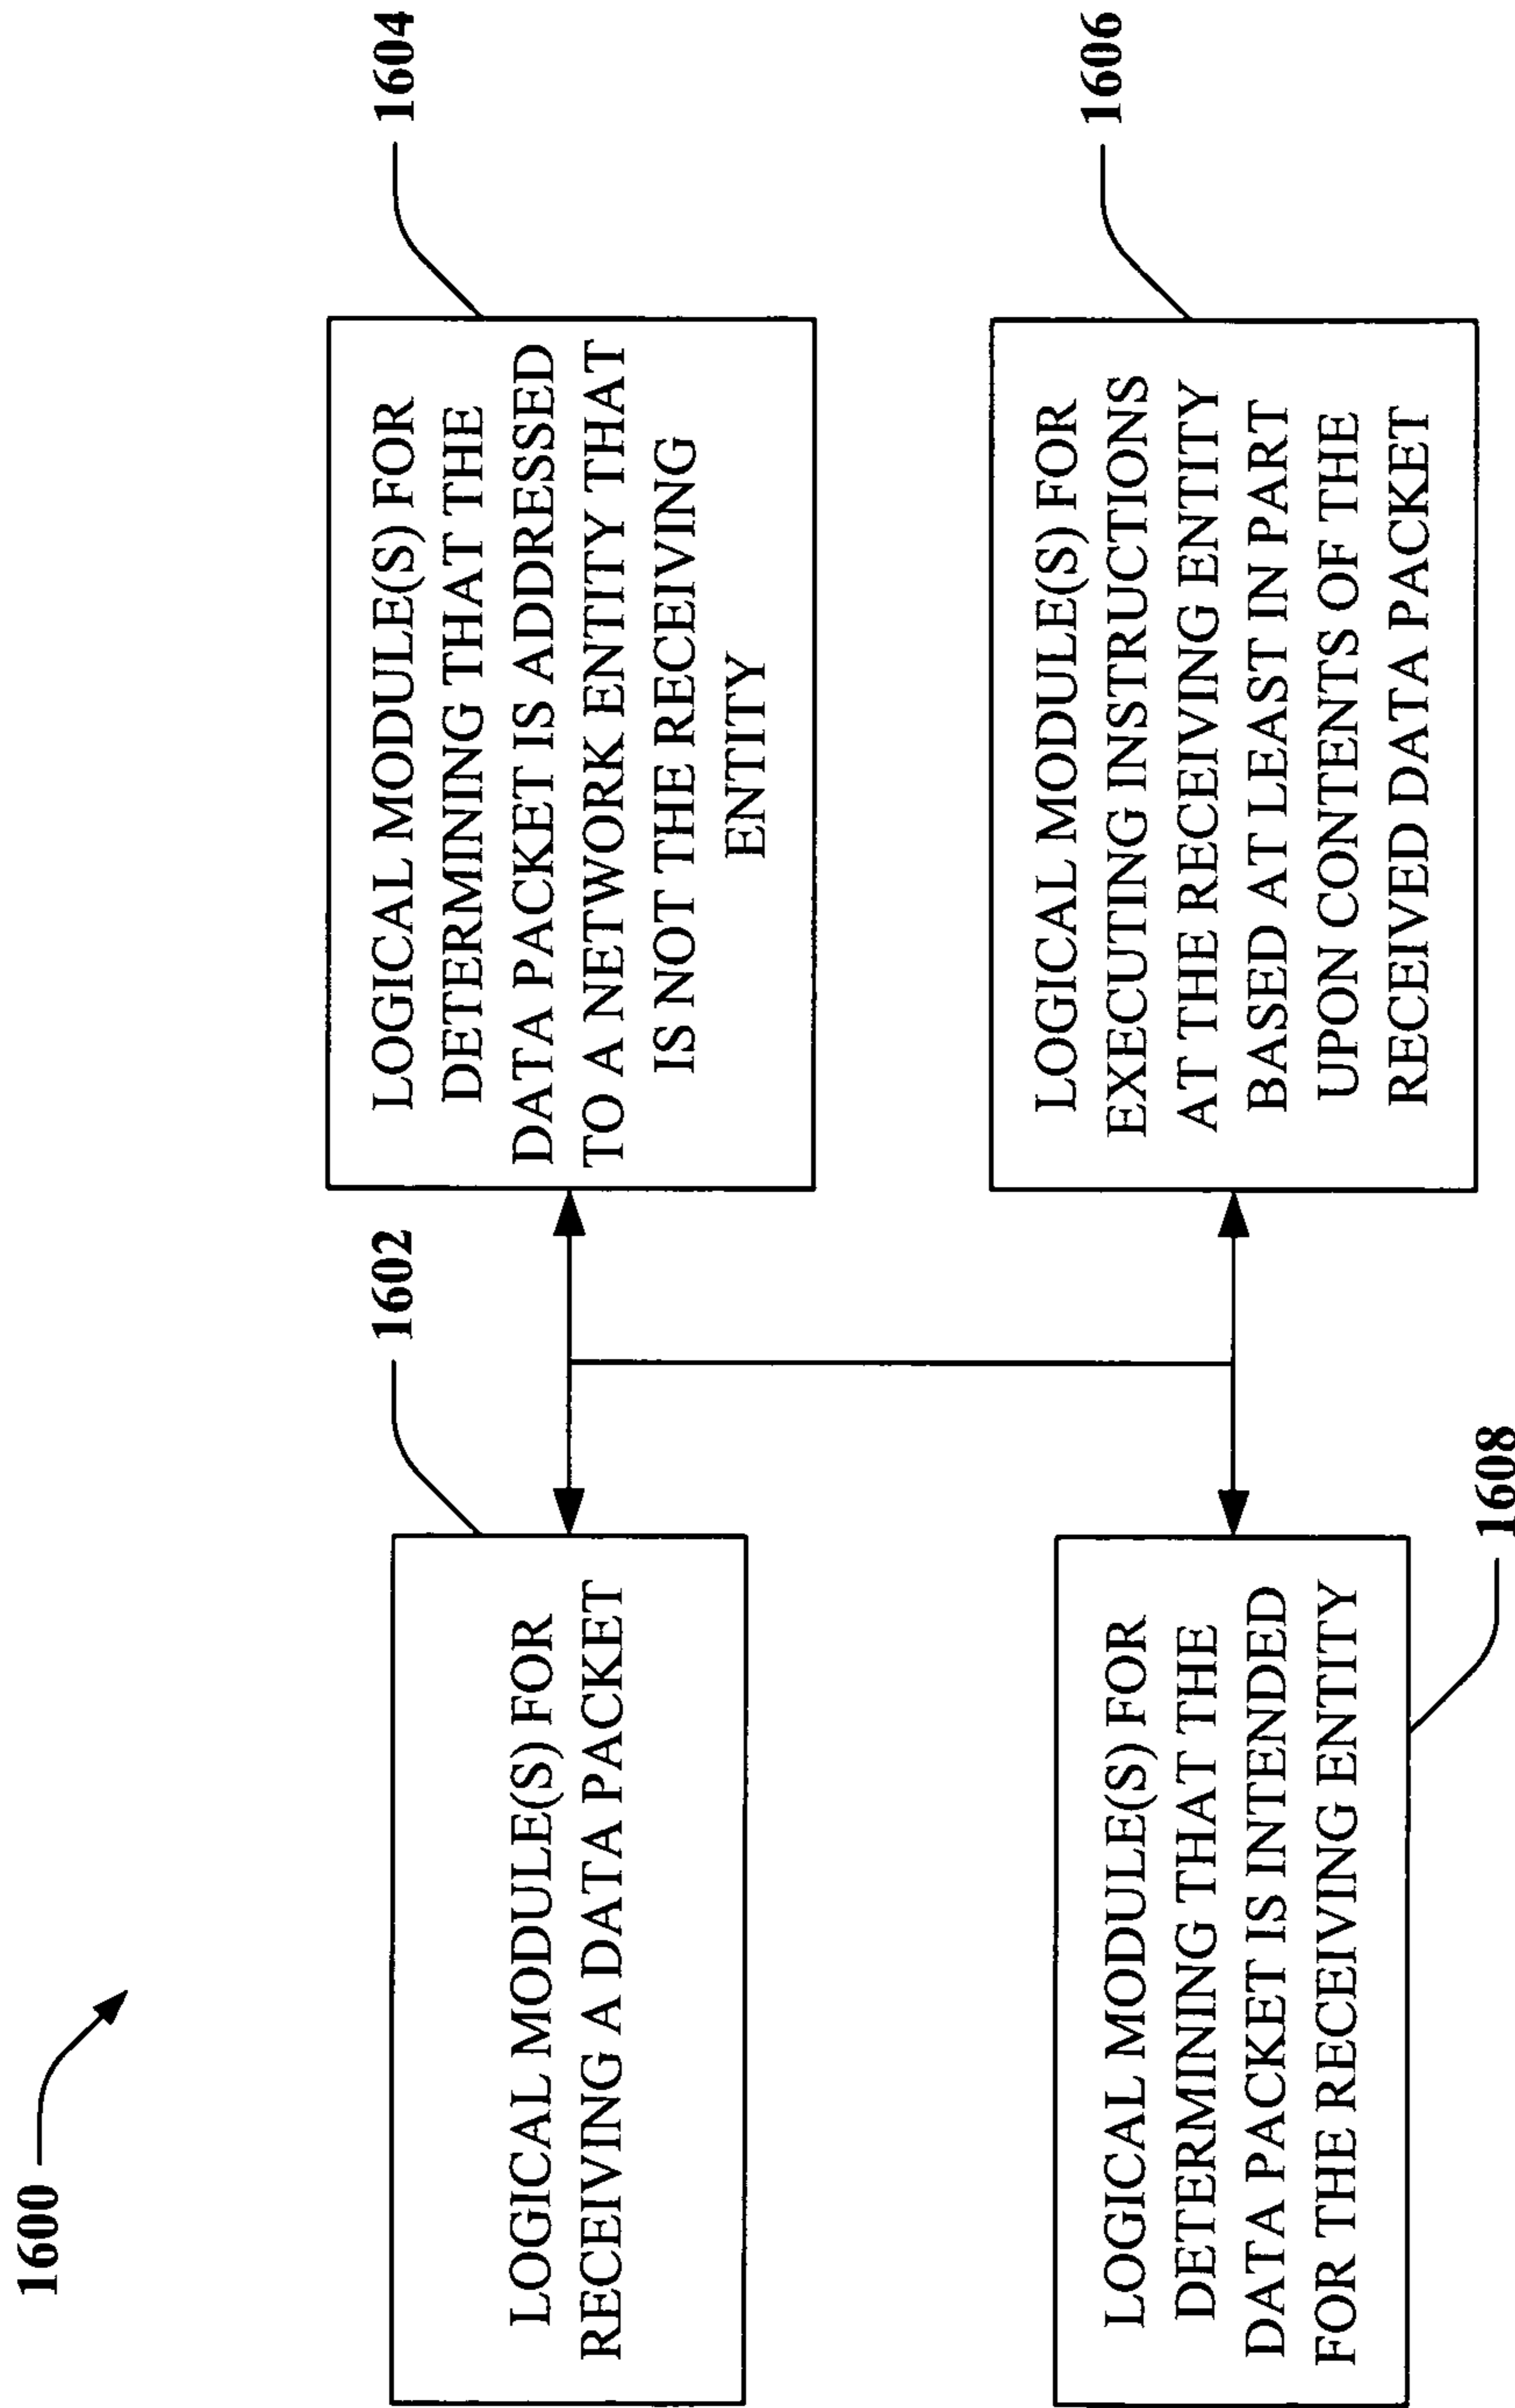 1600
1602
LOGICAL MODULE(S) FOR
RECEIVING A DATA PACKET
1604
LOGICAL MODULE(S) FOR
DETERMINING THAT THE
DATA PACKET IS ADDRESSED
TO A NETWORK ENTITY THAT
IS NOT THE RECEIVING
ENTITY
LOGICAL MODULE(S) FOR
DETERMINING THAT THE
DATA PACKET IS INTENDED
FOR THE RECEIVING ENTITY
1608
1606
LOGICAL MODULE(S) FOR
EXECUTING INSTRUCTIONS
AT THE RECEIVING ENTITY
BASED AT LEAST IN PART
UPON CONTENTS OF THE
RECEIVED DATA PACKET